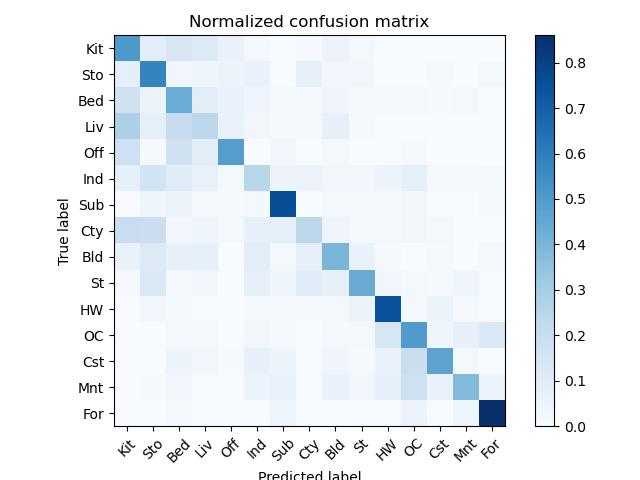 Normalized confusion matrix
True label
Kit
Sto
Bed
Liv
Off
Ind
Sub
Cty
Bld
St
HW
OC
Cst
Mnt
For
Kit Sto Bed Liv Off Ind Sub Cty Bld St HW OC Cst Mnt For
Predicted label
0.8
0.7
0.6
0.5
0.4
0.3
0.2
0.1
0.0